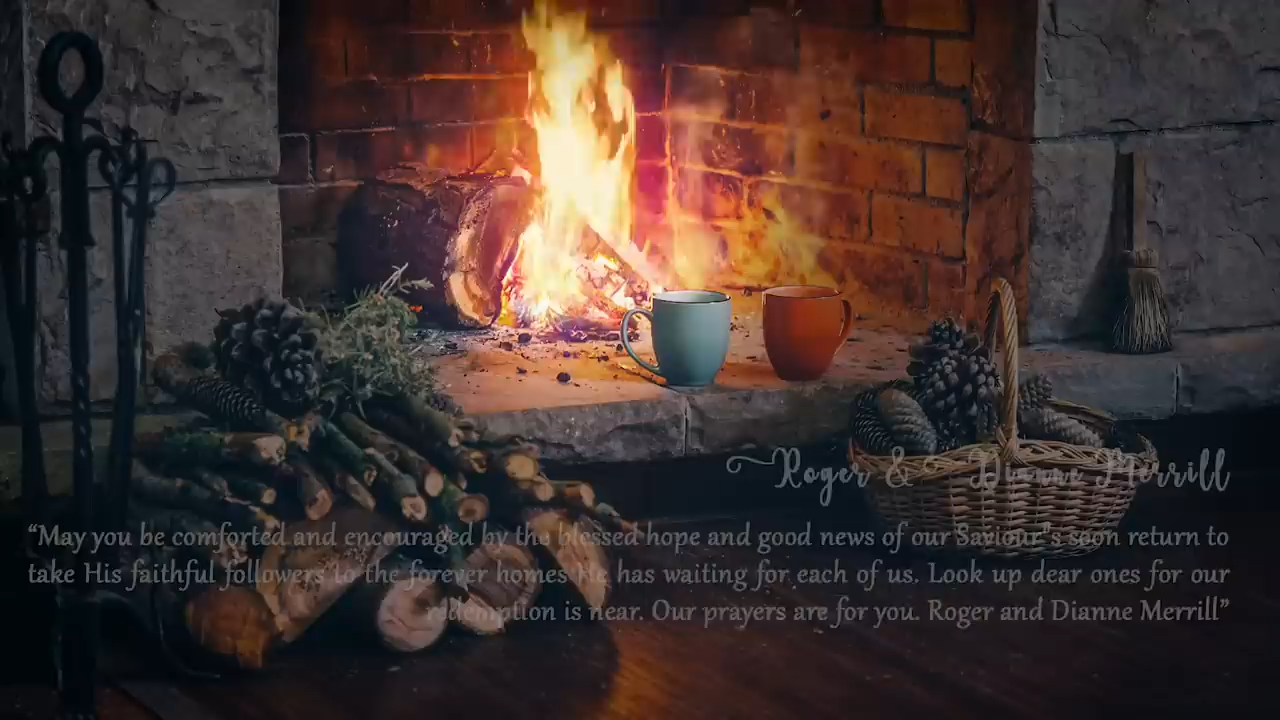 Roger & Dianne Merrill
“May you be comforted and encouraged by the blessed hope and good news of our Saviour’s soon return to
take His faithful followers to the forever homes He has waiting for each of us. Look up dear ones for our
redemption is near. Our prayers are for you. Roger and Dianne Merrill”